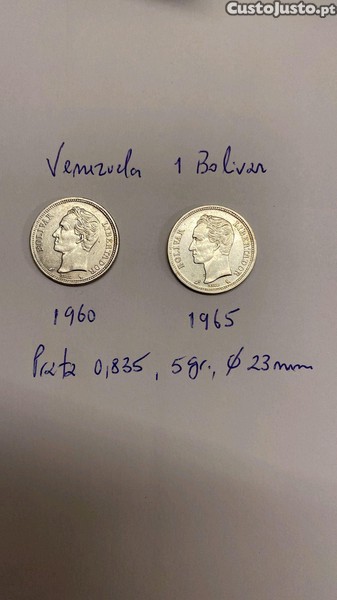 CustoJusto.pt
Venezuela 1 Bolivar
BOLIVAR LIBERTADOR
BOLIVAR LIBERTADOR
1960 1965
Prata 0,835, 5gr., ϕ 23mm